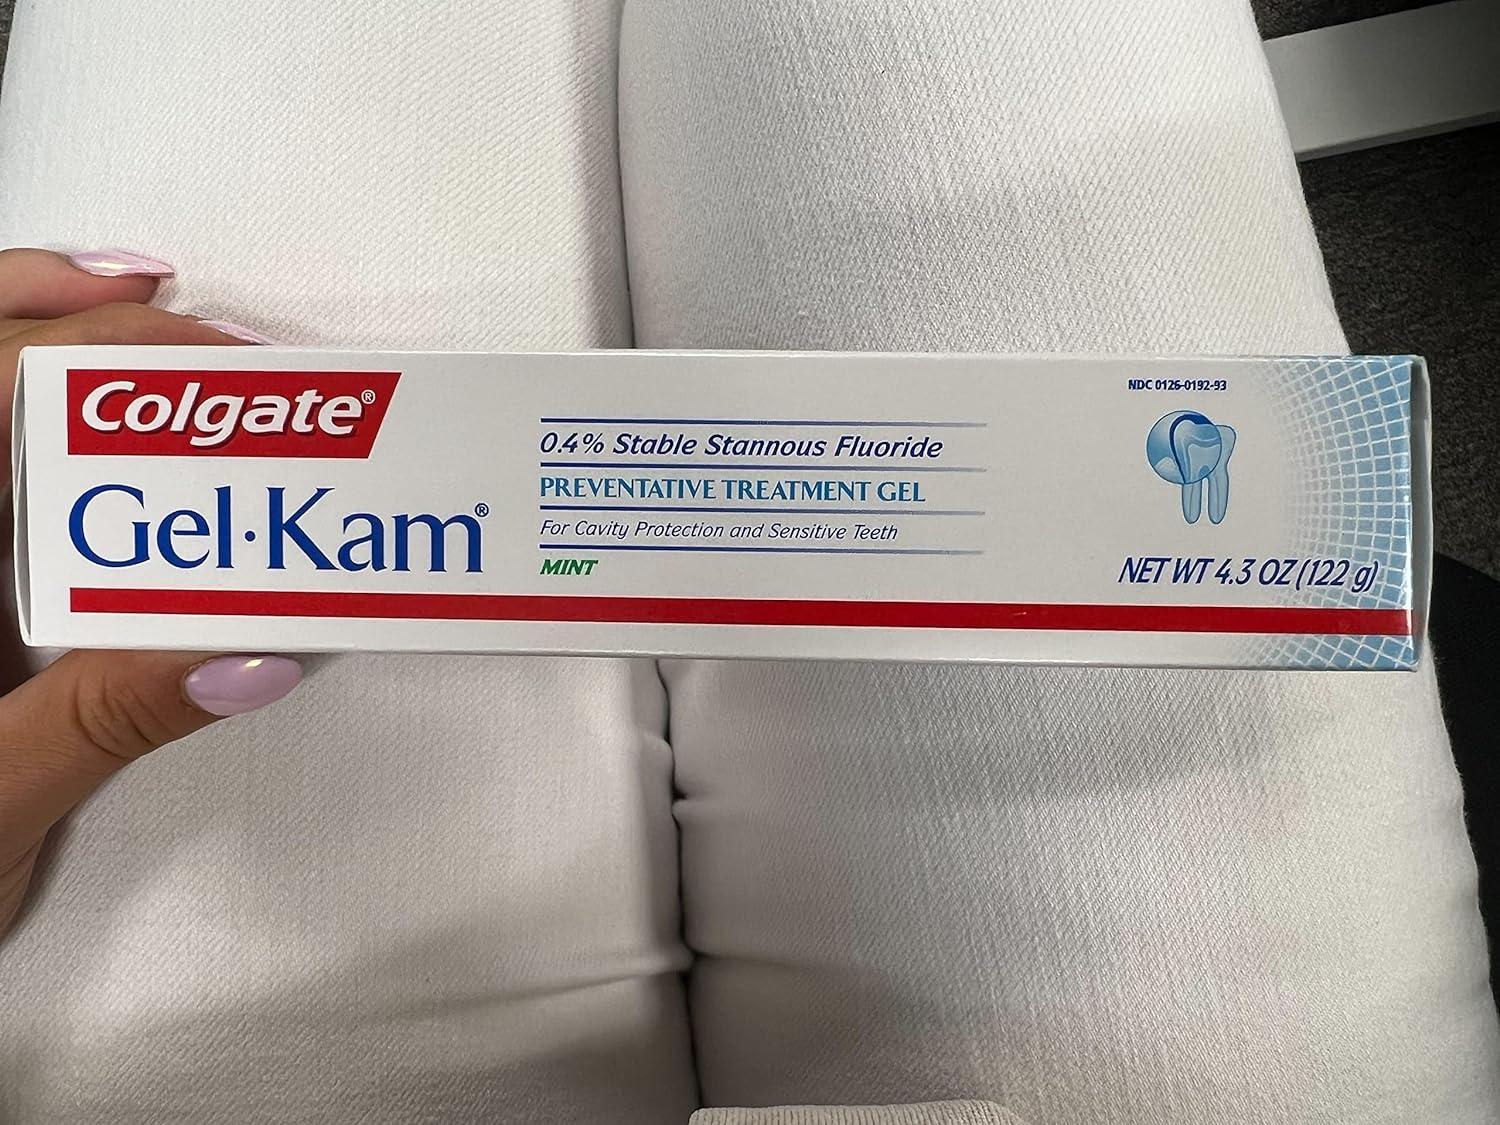 Colgate®
Gel·Kam®
0.4% Stable Stannous Fluoride
PREVENTATIVE TREATMENT GEL
For Cavity Protection and Sensitive Teeth
MINT
NDC 0126-0192-93
NET WT 4.3 OZ (122 g)